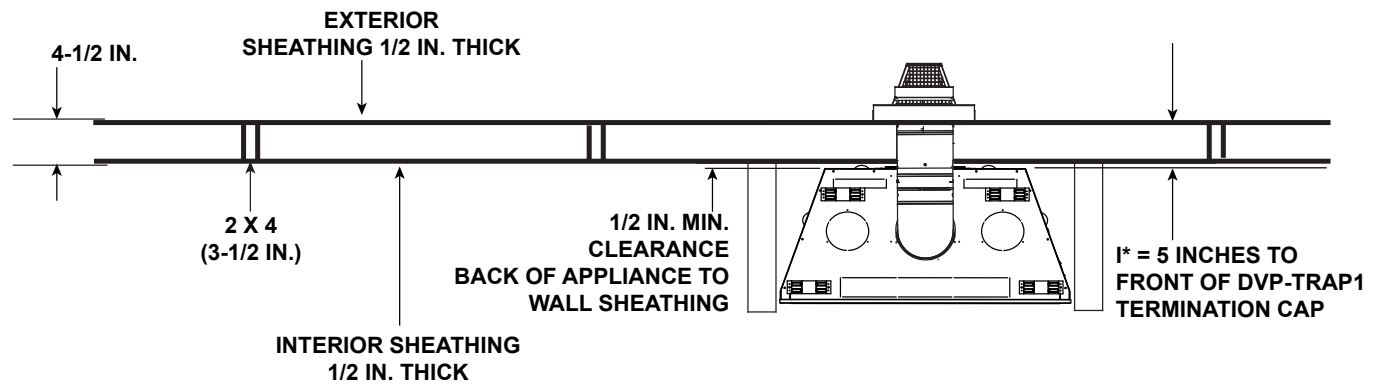 EXTERIOR
SHEATHING 1/2 IN. THICK
4-1/2 IN.
2 X 4
(3-1/2 IN.)
1/2 IN. MIN.
CLEARANCE
BACK OF APPLIANCE TO
WALL SHEATHING
I* = 5 INCHES TO
FRONT OF DVP-TRAP1
TERMINATION CAP
INTERIOR SHEATHING
1/2 IN. THICK